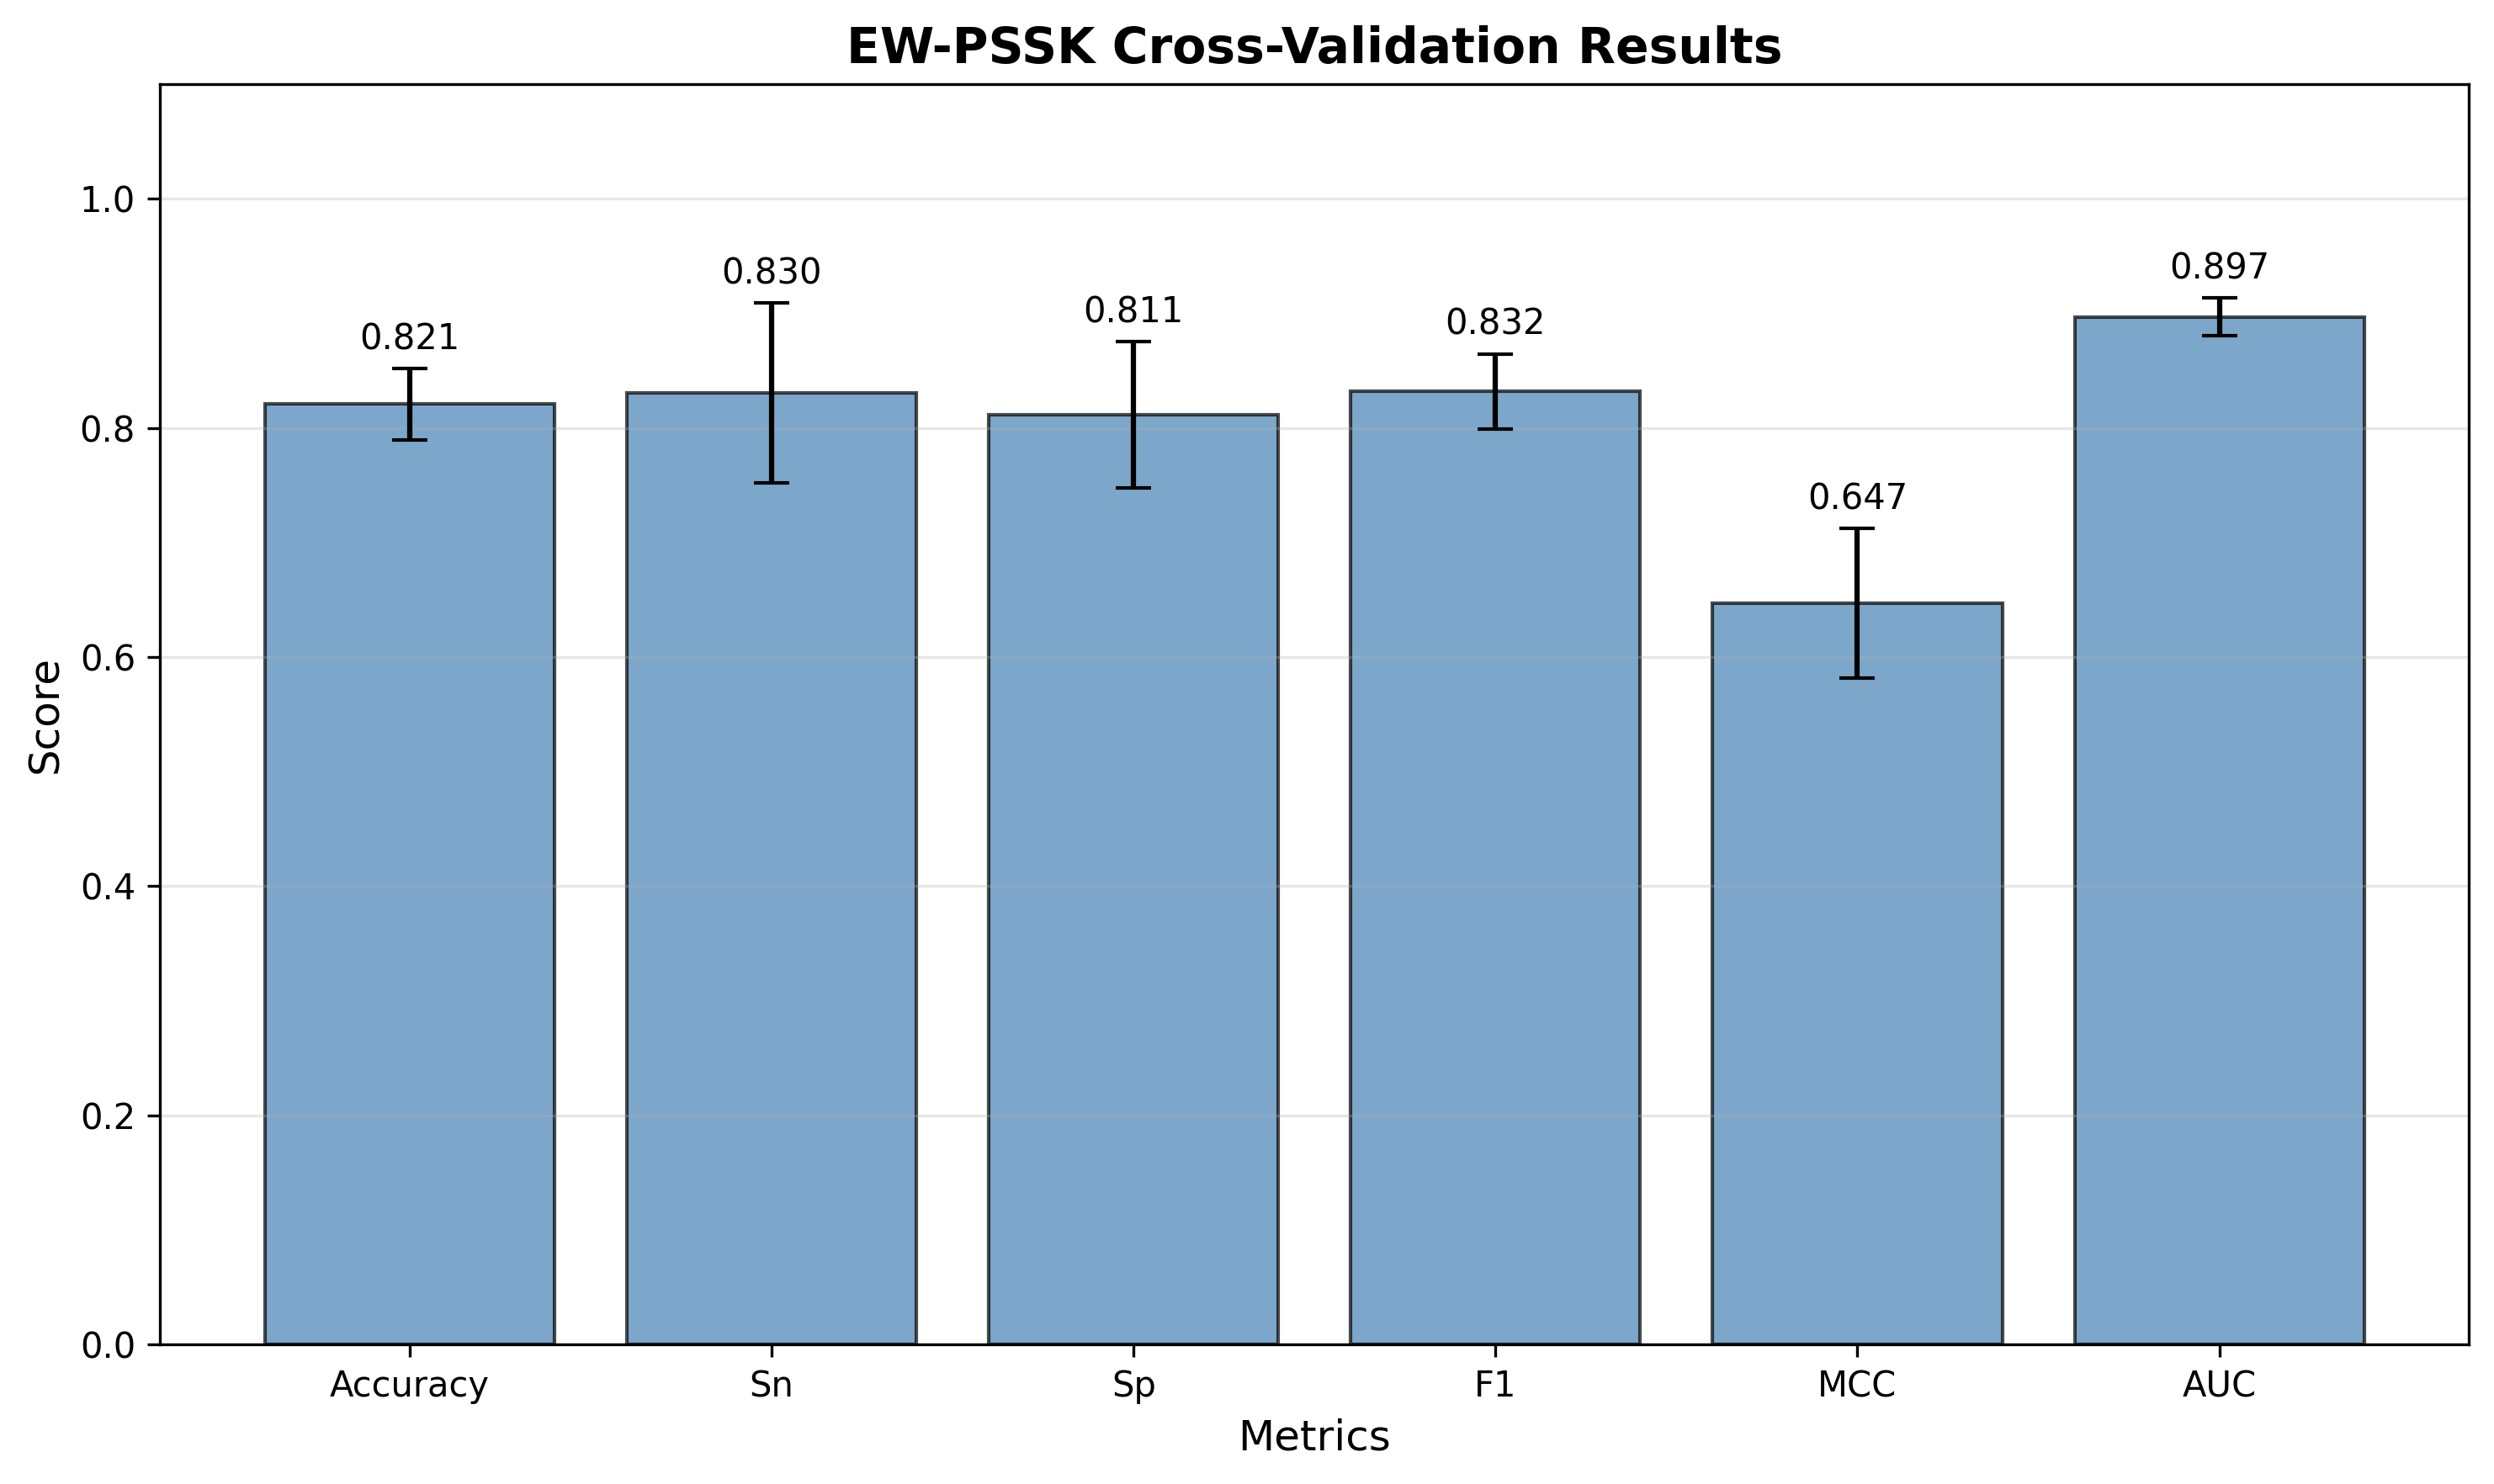 EW-PSSK Cross-Validation Results
Score
1.0
0.8
0.6
0.4
0.2
0.0
0.821
0.830
0.811
0.832
0.647
0.897
Accuracy
Sn
Sp
F1
MCC
AUC
Metrics